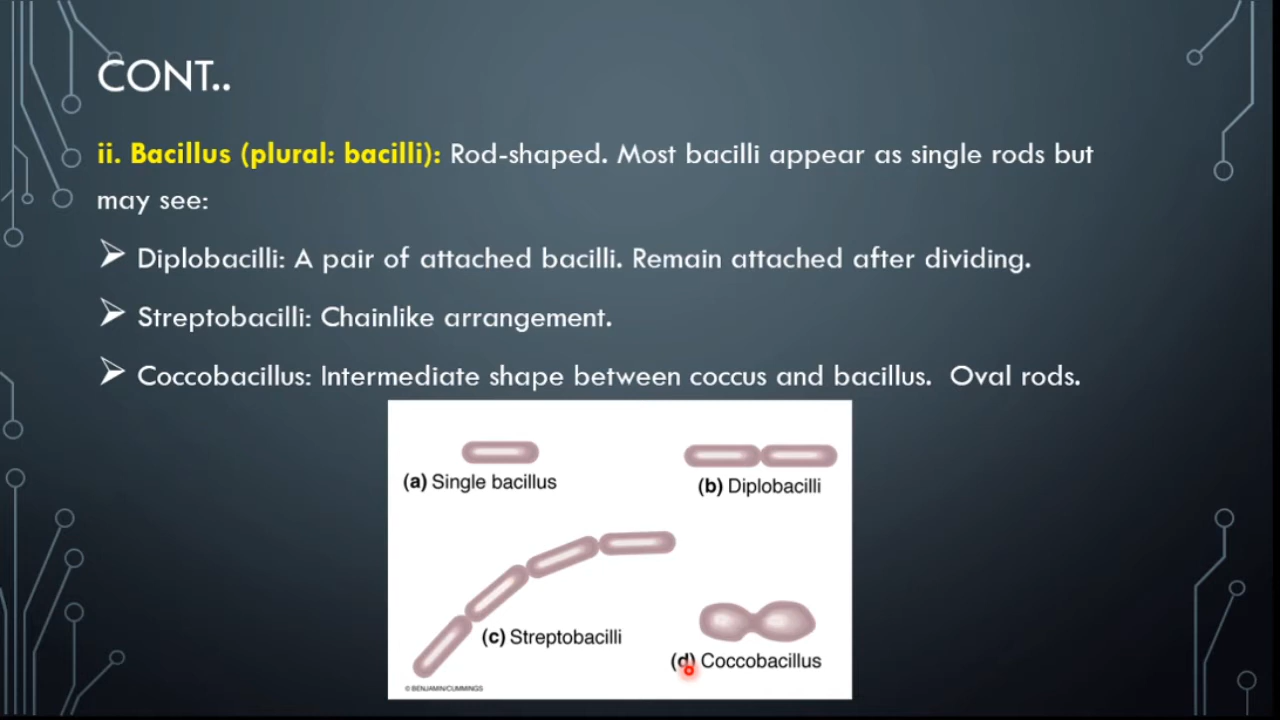 CONT..
ii. Bacillus (plural: bacilli): Rod-shaped. Most bacilli appear as single rods but
may see:
Diplobacilli: A pair of attached bacilli. Remain attached after dividing.
Streptobacilli: Chainlike arrangement.
Coccobacillus: Intermediate shape between coccus and bacillus. Oval rods.
(a) Single bacillus
(b) Diplobacilli
(c) Streptobacilli
(d) Coccobacillus
© BENJAMIN/CUMMINGS